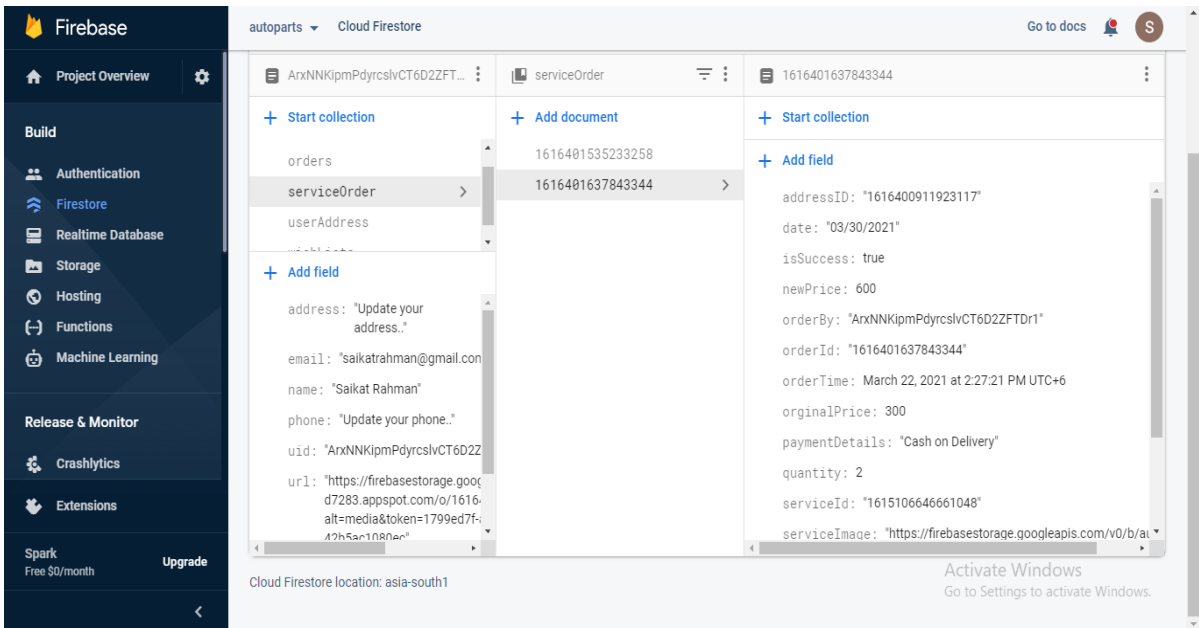 Firebase
Project Overview
Build
Authentication
Firestore
Realtime Database
Storage
Hosting
Functions
Machine Learning
Release & Monitor
Crashlytics
Extensions
Spark
Free $0/month
Upgrade
autoparts
Cloud Firestore
Go to docs
S
ArxNNKipmPdyrcslvCT6D2ZFT...
Start collection
orders
serviceOrder
userAddress
Add field
address: "Update your
address.."
email: "saikatrahman@gmail.con
name: "Saikat Rahman"
phone: "Update your phone.."
uid: "ArxNNKipmPdyrcslvCT6D2Z
url: "https://firebasestorage.goog
d7283.appspot.com/o/1616
alt=media&token=1799ed7f-
42b5ac1080ec"
serviceOrder
Add document
1616401535233258
1616401637843344
1616401637843344
Start collection
Add field
addressID: "1616400911923117"
date: "03/30/2021"
isSuccess: true
newPrice: 600
orderBy: "ArxNNKipmPdyrcslvCT6D2ZFTDr1"
orderId: "1616401637843344"
orderTime: March 22, 2021 at 2:27:21 PM UTC+6
orginalPrice: 300
paymentDetails: "Cash on Delivery"
quantity: 2
serviceId: "1615106646661048"
serviceImage: "https://firebasestorage.googleapis.com/v0/b/au
Cloud Firestore location: asia-south1
Activate Windows
Go to Settings to activate Windows.